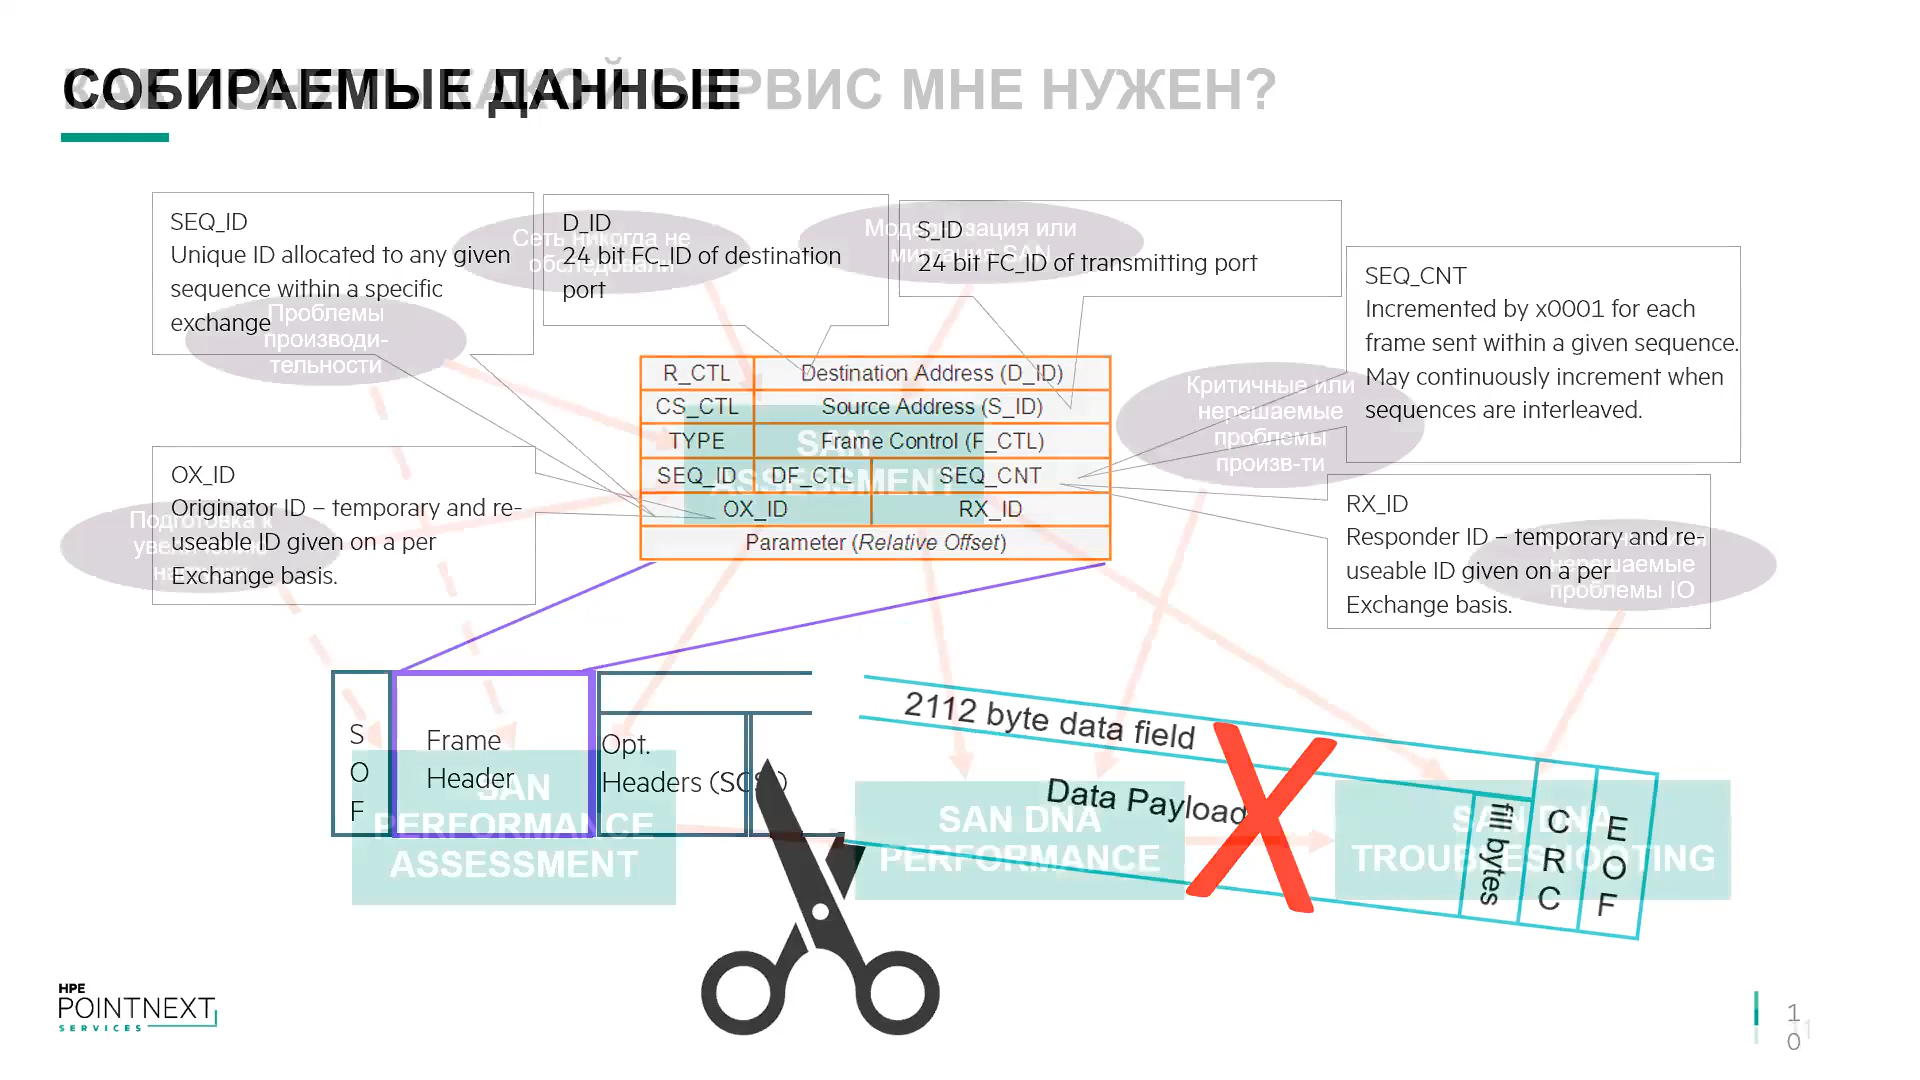 СОБИРАЕМЫЕ ДАННЫЕ
КАКОЙ СЕРВИС МНЕ НУЖЕН?
SEQ_ID
Unique ID allocated to any given
sequence within a specific
exchange
D_ID
24 bit FC_ID of destination
port
S_ID
24 bit FC_ID of transmitting port
SEQ_CNT
Incremented by x0001 for each
frame sent within a given sequence.
May continuously increment when
sequences are interleaved.
OX_ID
Originator ID – temporary and re-
useable ID given on a per
Exchange basis.
RX_ID
Responder ID – temporary and re-
useable ID given on a per
Exchange basis.
Сеть никогда не
обследовали
Модернизация или
миграция SAN
Проблемы
производи-
тельности
Критичные или
нерешаемые
проблемы
произв-ти
Подготовка к
нерешаемые
проблемы IO
R_CTL Destination Address (D_ID)
CS_CTL Source Address (S_ID)
TYPE Frame Control (F_CTL)
SEQ_ID DF_CTL SEQ_CNT
OX_ID RX_ID
Parameter (Relative Offset)
SAN
ASSESSMENT
S
O
F
Frame
Header
Opt.
Headers (SCSI)
2112 byte data field
Data Payload
fill bytes
C
R
C
E
O
F
SAN
PERFORMANCE
ASSESSMENT
SAN DNA
PERFORMANCE
SAN DNA
TROUBLESHOOTING
HPE
POINTNEXT
SERVICES
1
0
11